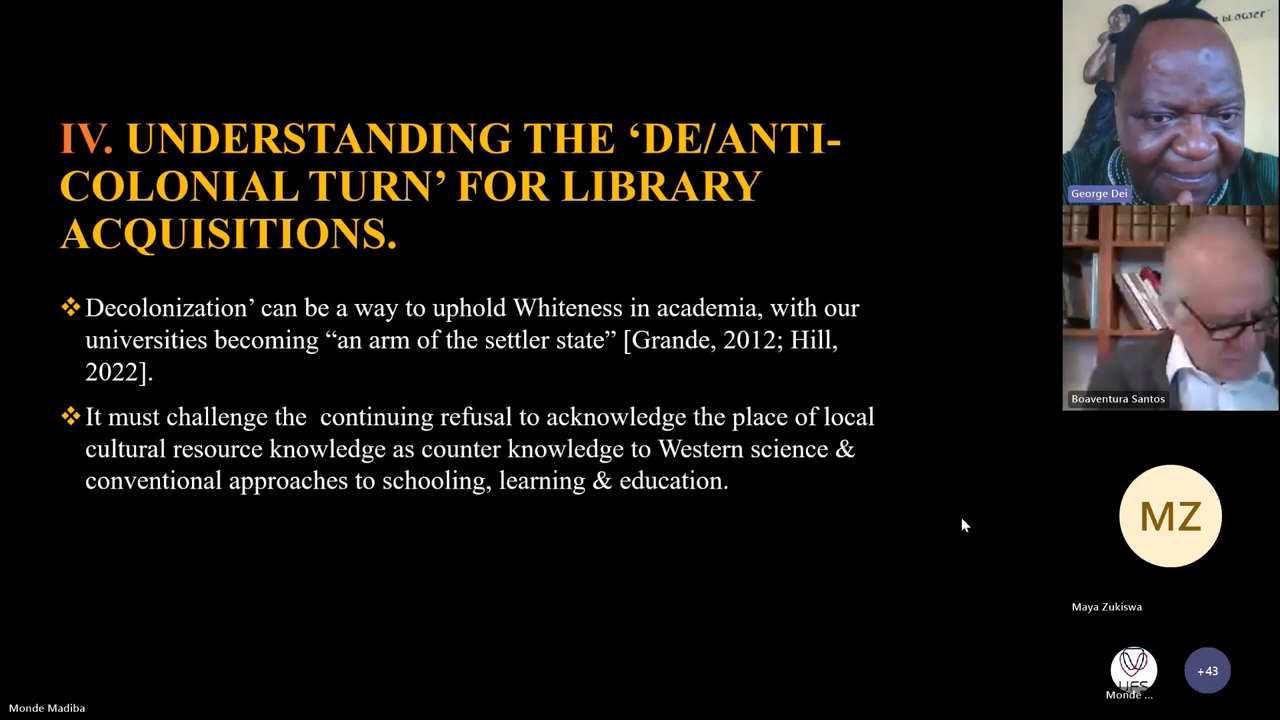 IV. UNDERSTANDING THE ‘DE/ANTI-
COLONIAL TURN’ FOR LIBRARY
ACQUISITIONS.
❖Decolonization’ can be a way to uphold Whiteness in academia, with our
universities becoming “an arm of the settler state” [Grande, 2012; Hill,
2022].
❖It must challenge the  continuing refusal to acknowledge the place of local
cultural resource knowledge as counter knowledge to Western science &
conventional approaches to schooling, learning & education.
George Dei
Boaventura Santos
MZ
Maya Zukiswa
UFS
Monde ...
+43
Monde Madiba